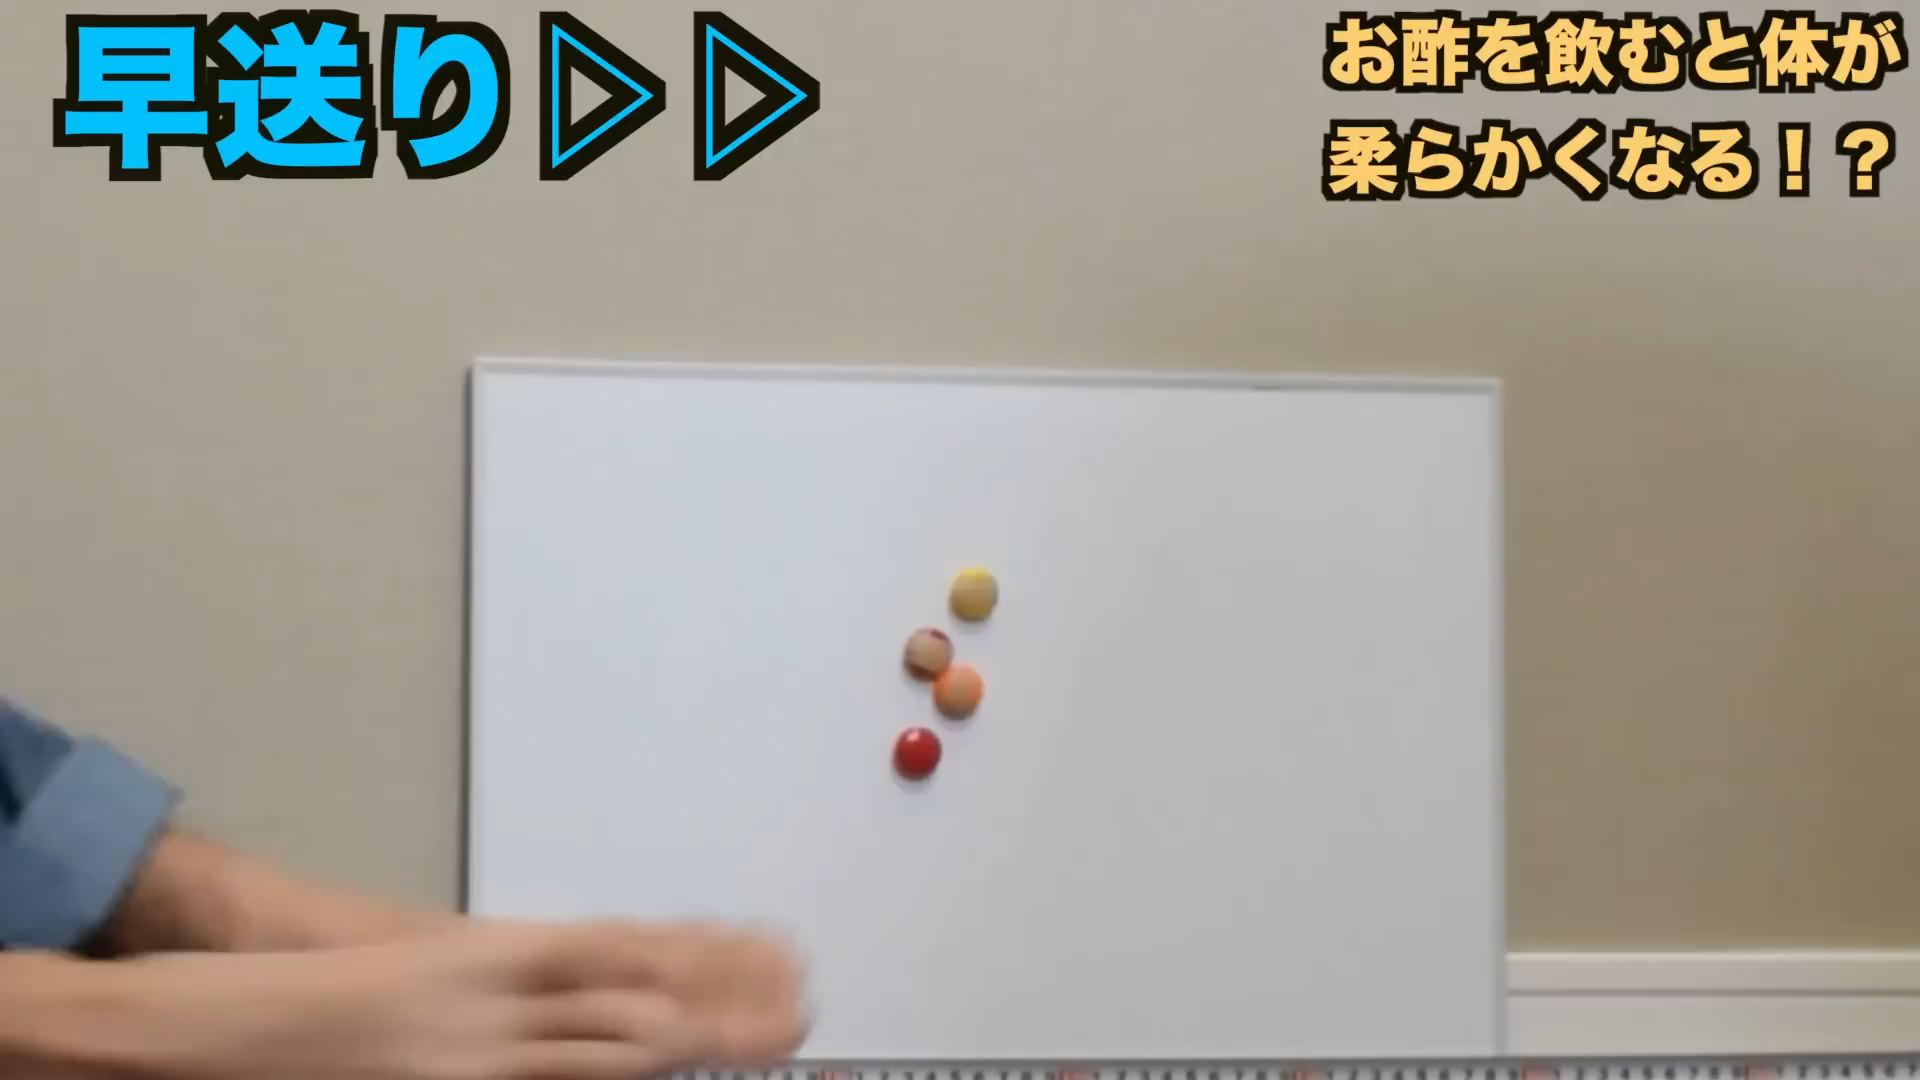 早送り▷▷
お酢を飲むと体が
柔らかくなる！？